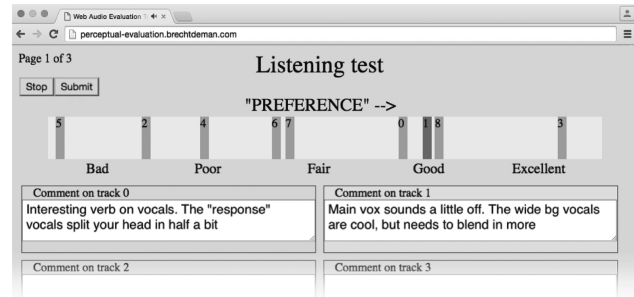 Web Audio Evaluation T
perceptual-evaluation.brechtdeman.com
Page 1 of 3
Listening test
Stop Submit
"PREFERENCE" -->
5 2 4 6 7 0 1 8 3
Bad Poor Fair Good Excellent
Comment on track 0 Comment on track 1
Interesting verb on vocals. The "response"
vocals split your head in half a bit
Main vox sounds a little off. The wide bg vocals
are cool, but needs to blend in more
Comment on track 2 Comment on track 3